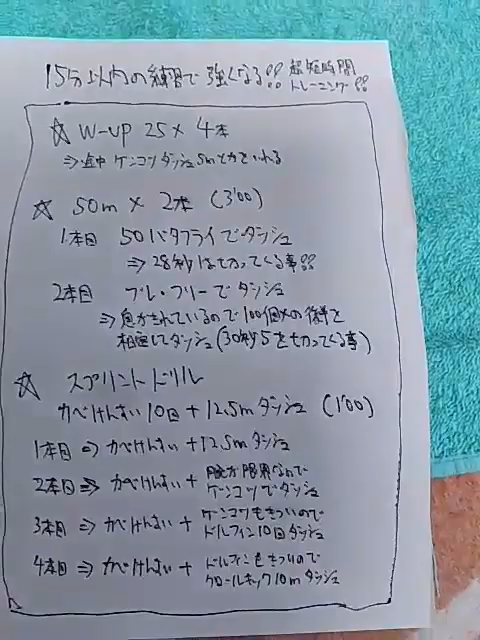 15分以内の練習で強くなる!! 超短時間トレーニング!!
☆ W-up 25×4本
⇒途中 ケンコツダッシュ5mとかをいれる
☆ 50m×2本 (3'00)
1本目 50バタフライでダッシュ
⇒28秒は切ってくる事!!
2本目 ブレ・フリーでダッシュ
⇒息がきれているので100個メの後半を
想定してダッシュ(30秒5を切ってくる事)
☆ スプリントドリル
かべけんすい10回+12.5mダッシュ (1'00)
1本目⇒かべけんすい+12.5mダッシュ
2本目⇒かべけんすい+腕が限界なので
ケンコツでダッシュ
3本目⇒かべけんすい+ケンコツもきついので
ドルフィン10回ダッシュ
4本目⇒かべけんすい+ドルフィンもきついので
クロールキック10mダッシュ